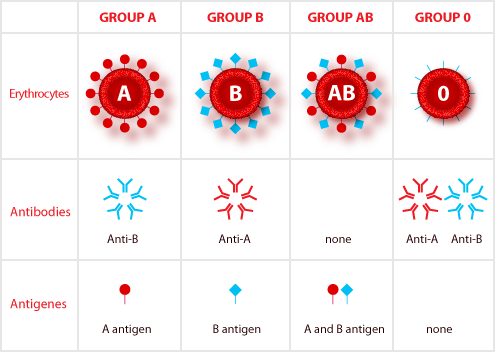 GROUP A GROUP B GROUP AB GROUP 0
Erythrocytes A B AB 0
Antibodies
Anti-B Anti-A none Anti-A Anti-B
Antigenes
A antigen B antigen A and B antigen none